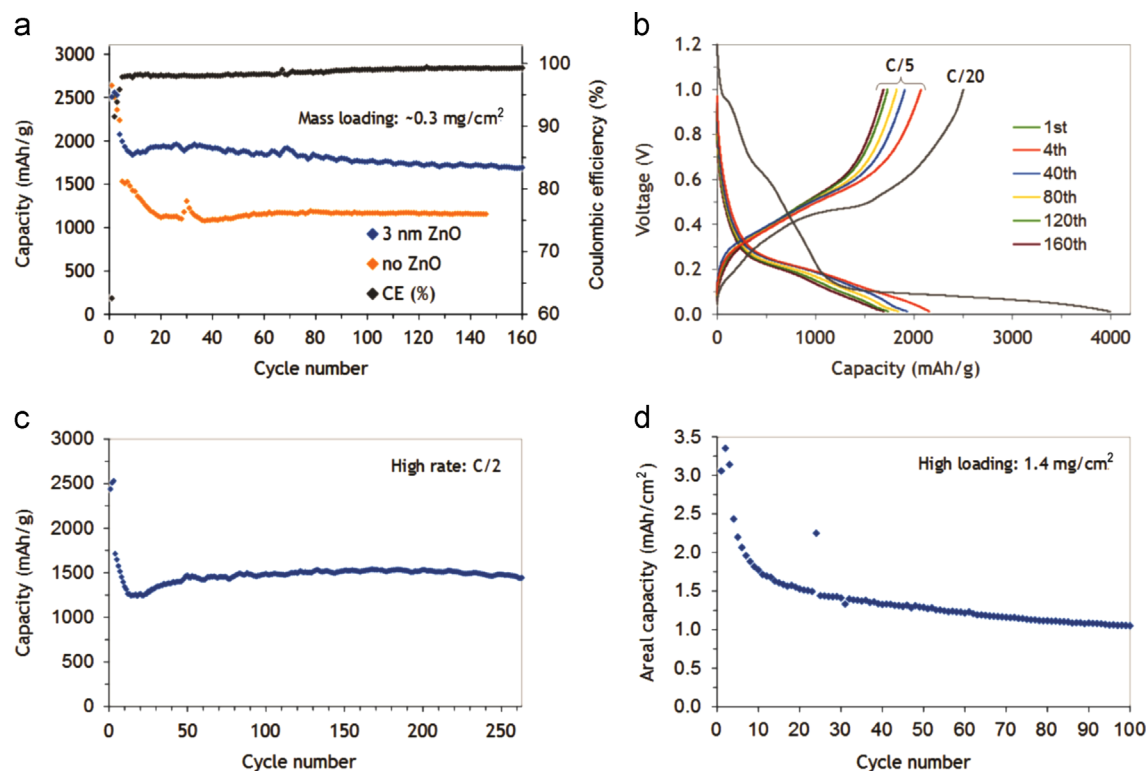 a
3000
2500
2000
1500
1000
500
0
Capacity (mAh/g)
Mass loading: ~0.3 mg/cm²
3 nm ZnO
no ZnO
CE (%)
100
90
80
70
60
Coulombic efficiency (%)
0 20 40 60 80 100 120 140 160
Cycle number
b
1.2
1.0
0.8
0.6
0.4
0.2
0.0
Voltage (V)
C/5
C/20
1st
4th
40th
80th
120th
160th
0 1000 2000 3000 4000
Capacity (mAh/g)
c
3000
2500
2000
1500
1000
500
0
Capacity (mAh/g)
High rate: C/2
0 50 100 150 200 250
Cycle number
d
3.5
3.0
2.5
2.0
1.5
1.0
0.5
0.0
Areal capacity (mAh/cm²)
High loading: 1.4 mg/cm²
0 10 20 30 40 50 60 70 80 90 100
Cycle number